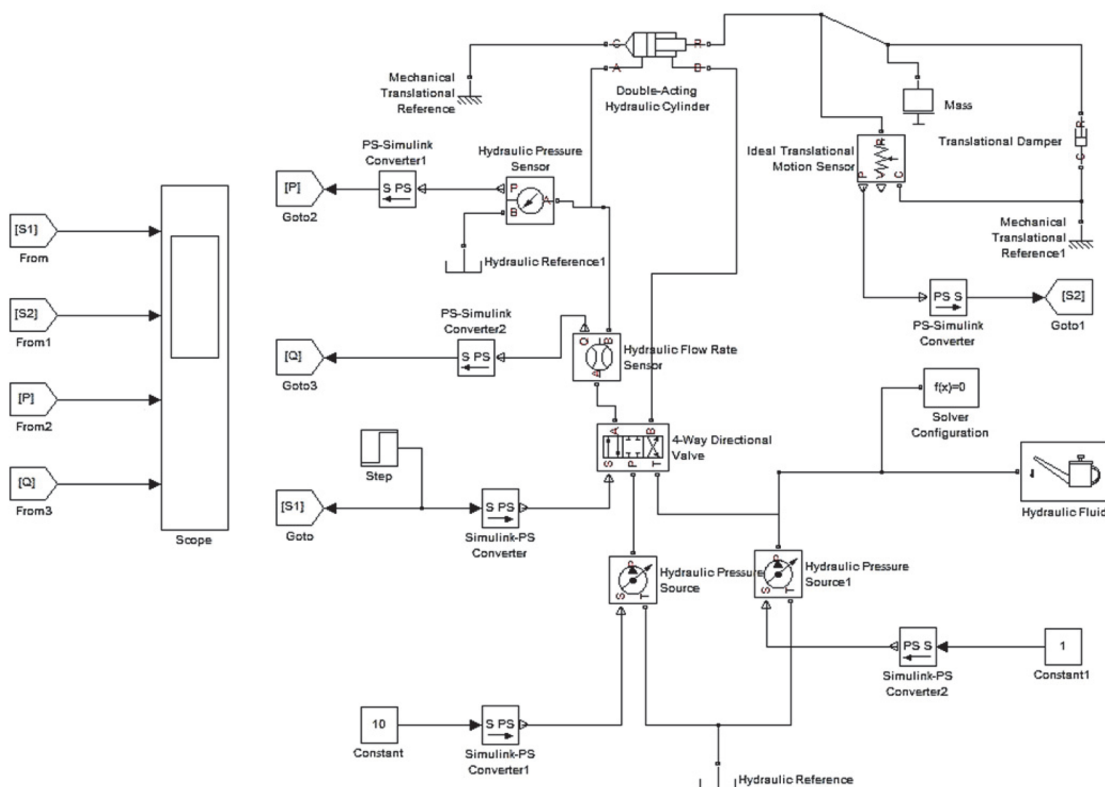 C
R
A
B
Mechanical
Translational
Reference
Double-Acting
Hydraulic Cylinder
Mass
R
Translational Damper
C
Ideal Translational
Motion Sensor
R
P
V
C
Mechanical
Translational
Reference1
PS-Simulink
Converter1
Hydraulic Pressure
Sensor
[P]
Goto2
S PS
P
B
A
Hydraulic Reference1
[S1]
From
[S2]
From1
[P]
From2
[Q]
From3
Scope
PS-Simulink
Converter2
[Q]
Goto3
S PS
Q
B
A
Hydraulic Flow Rate
Sensor
PS S
PS-Simulink
Converter
[S2]
Goto1
f(x)=0
Solver
Configuration
Step
A
B
S
P
T
4-Way Directional
Valve
Hydraulic Fluid
[S1]
Goto
S PS
Simulink-PS
Converter
P
S
T
Hydraulic Pressure
Source
P
S
T
Hydraulic Pressure
Source1
PS S
Simulink-PS
Converter2
1
Constant1
10
Constant
S PS
Simulink-PS
Converter1
Hydraulic Reference